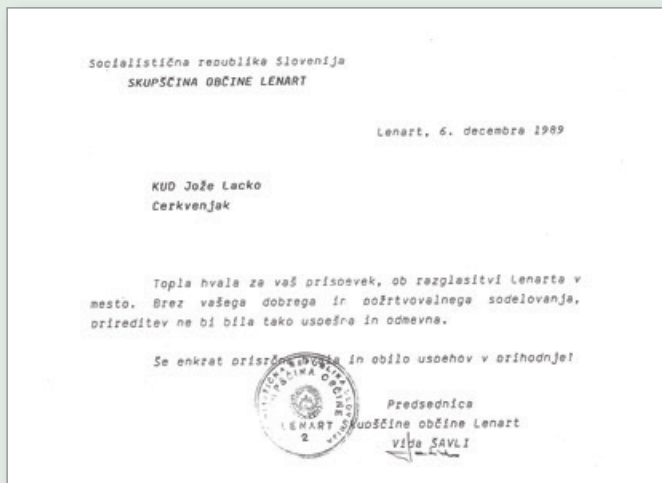 Socialistična republika Slovenija
SKUPŠČINA OBČINE LENART
Lenart, 6. decembra 1989
KUD Jože Lacko
Cerkvenjak
Topla hvala za vaš prispevek, ob razglasitvi Lenarta v
mesto. Brez vašega dobrega in požrtvovalnega sodelovanja,
prireditev ne bi bila tako uspešna in odmevna.
Še enkrat prisrčna hvala in obilo uspehov v prihodnje!
Predsednica
Skupščine občine Lenart
Vida ŠAVLI
SKUPŠČINA OBČINE
LENART
2